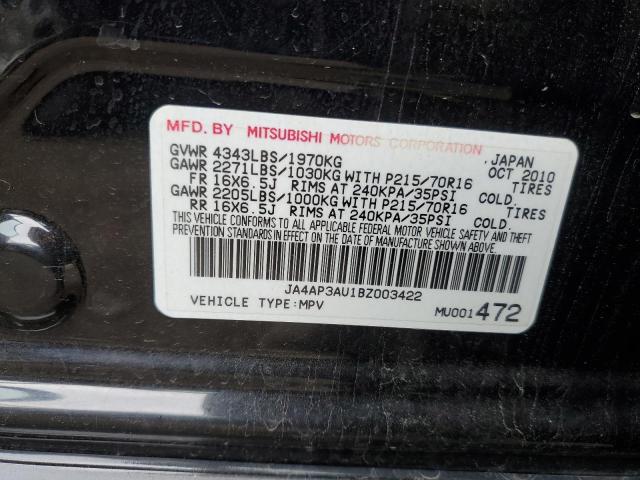 MFD. BY MITSUBISHI MOTORS CORPORATION JAPAN
GVWR 4343LBS/1970KG OCT 2010
GAWR 2271LBS/1030KG WITH P215/70R16 TIRES
FR 16X6.5J RIMS AT 240KPA/35PSI COLD.
GAWR 2205LBS/1000KG WITH P215/70R16 TIRES
RR 16X6.5J RIMS AT 240KPA/35PSI COLD.
THIS VEHICLE CONFORMS TO ALL APPLICABLE FEDERAL MOTOR VEHICLE SAFETY AND THEFT
PREVENTION STANDARDS IN EFFECT ON THE DATE OF MANUFACTURE SHOWN ABOVE.
JA4AP3AU1BZ003422
VEHICLE TYPE:MPV MU001472